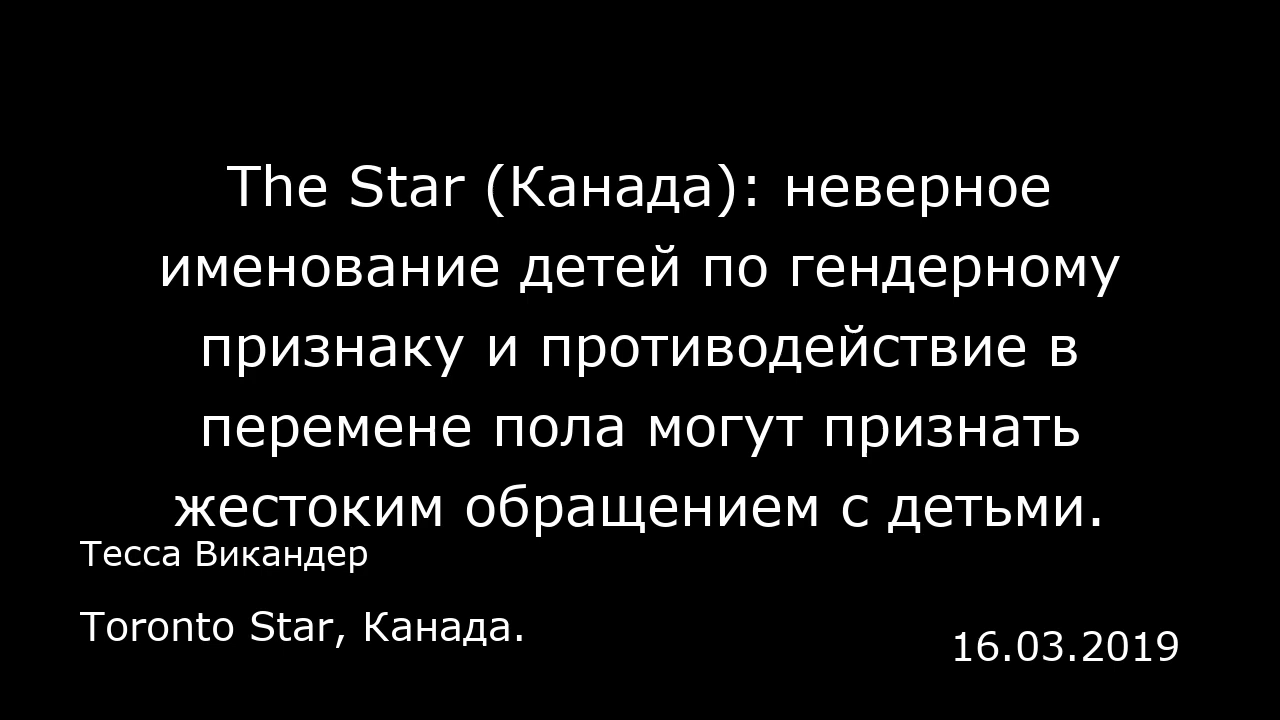 The Star (Канада): неверное
именование детей по гендерному
признаку и противодействие в
перемене пола могут признать
жестоким обращением с детьми.
Тесса Викандер
Toronto Star, Канада.
16.03.2019